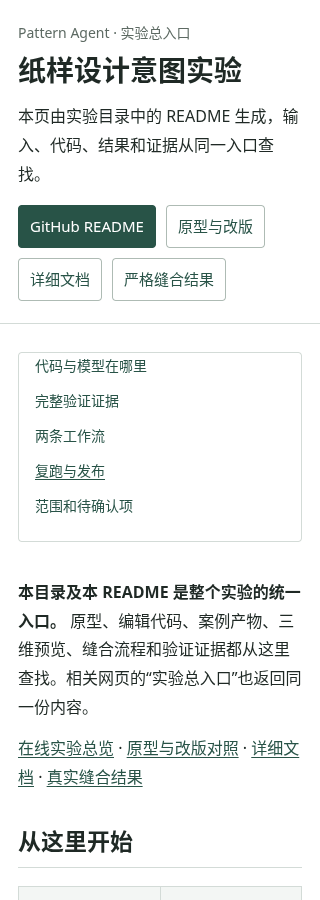 Pattern Agent · 实验总入口
纸样设计意图实验
本页由实验目录中的 README 生成，输
入、代码、结果和证据从同一入口查
找。
GitHub README
原型与改版
详细文档
严格缝合结果
代码与模型在哪里
完整验证证据
两条工作流
复跑与发布
范围和待确认项
本目录及本 README 是整个实验的统一
入口。 原型、编辑代码、案例产物、三
维预览、缝合流程和验证证据都从这里
查找。相关网页的“实验总入口”也返回同
一份内容。
在线实验总览 · 原型与改版对照 · 详细文
档 · 真实缝合结果
从这里开始